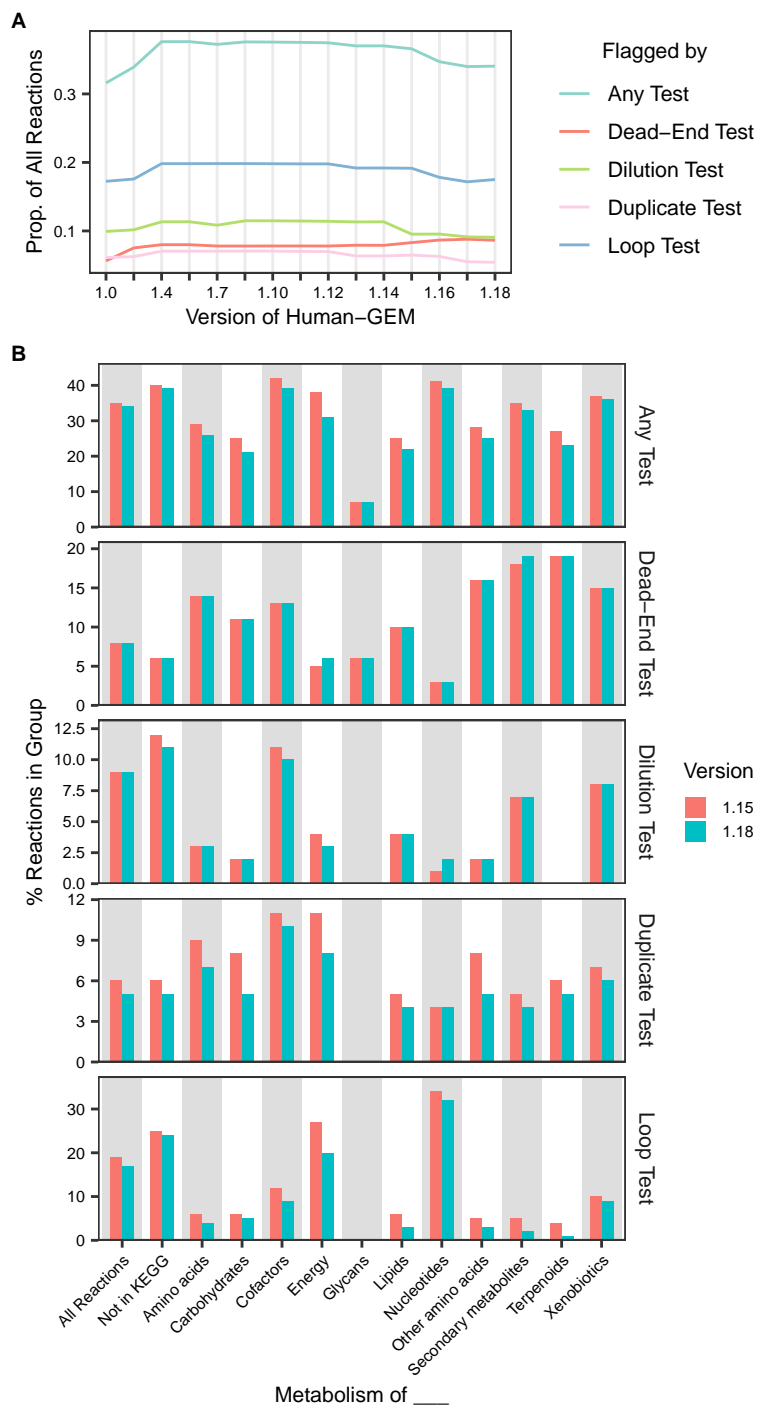 A
Prop. of All Reactions
0.3
0.2
0.1
1.0
1.4
1.7
1.10
1.12
1.14
1.16
1.18
Version of Human−GEM
Flagged by
Any Test
Dead−End Test
Dilution Test
Duplicate Test
Loop Test
B
% Reactions in Group
40
30
20
10
0
Any Test
20
15
10
5
0
Dead−End Test
12.5
10.0
7.5
5.0
2.5
0.0
Dilution Test
12
9
6
3
0
Duplicate Test
30
20
10
0
Loop Test
All Reactions
Not in KEGG
Amino acids
Carbohydrates
Cofactors
Energy
Glycans
Lipids
Nucleotides
Other amino acids
Secondary metabolites
Terpenoids
Xenobiotics
Metabolism of ___
Version
1.15
1.18